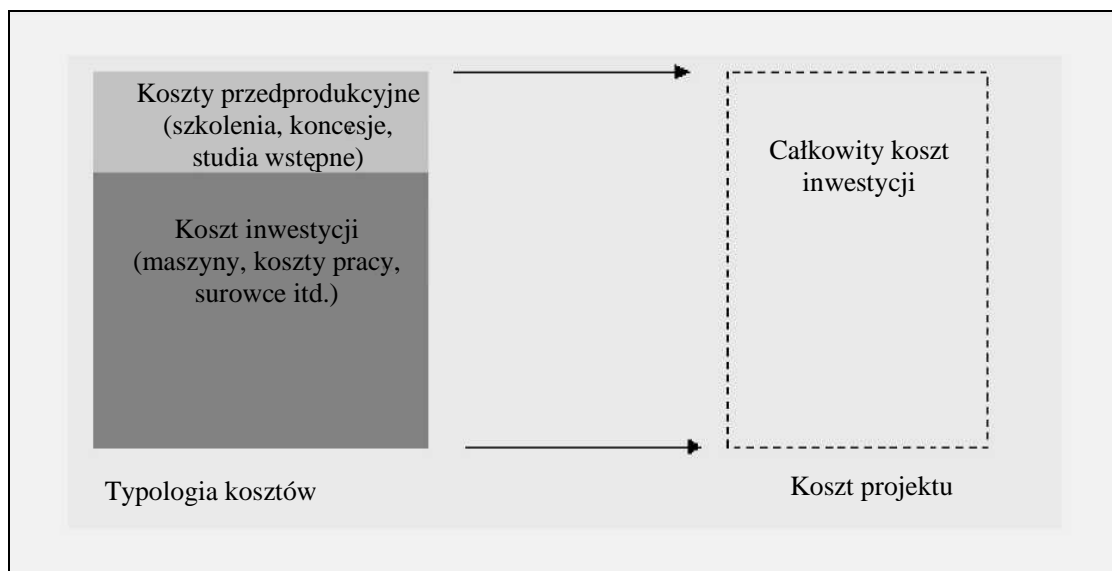 Koszty przedprodukcyjne
(szkolenia, koncesje,
studia wstępne)
Koszt inwestycji
(maszyny, koszty pracy,
surowce itd.)
Typologia kosztów
Całkowity koszt
inwestycji
Koszt projektu